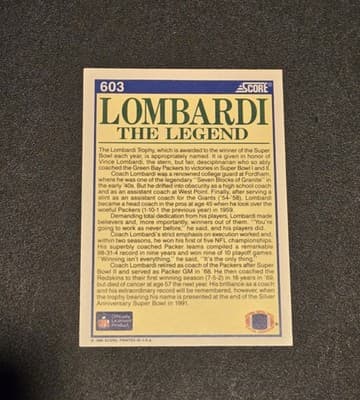 603
SCORE
LOMBARDI
THE LEGEND
The Lombardi Trophy, which is awarded to the winner of the Super
Bowl each year, is appropriately named. It is given in honor of
Vince Lombardi, the stern, but fair, disciplinarian who so ably
coached the Green Bay Packers to victories in Super Bowl I and II.
Coach Lombardi was a renowned college guard at Fordham,
where he was one of the legendary "Seven Blocks of Granite" in
the early '40s. But he drifted into obscurity as a high school coach
and as an assistant coach at West Point. Finally, after serving a
stint as an assistant coach for the Giants ('54-'58), Lombardi
became a head coach in the pros at age 45 when he took over the
woeful Packers (1-10-1 the previous year) in 1959.
Demanding total dedication from his players, Lombardi made
believers and, more importantly, winners out of them. "You're
going to work as never before," he said, and his players did.
Coach Lombardi's strict emphasis on execution worked and,
within two seasons, he won his first of five NFL championships.
His superbly coached Packer teams compiled a remarkable
98-31-4 record in nine years and won nine of 10 playoff games.
"Winning isn't everything," he said, "It's the only thing."
Coach Lombardi retired as coach of the Packers after Super
Bowl II and served as Packer GM in '68. He then coached the
Redskins to their first winning season (7-5-2) in 16 years in '69,
but died of cancer at age 57 the next year. His brilliance as a coach
and his extraordinary record will be remembered, however, when
the trophy bearing his name is presented at the end of the Silver
Anniversary Super Bowl in 1991.
Officially
Licensed
Product
SCORE, PRINTED IN U.S.A.